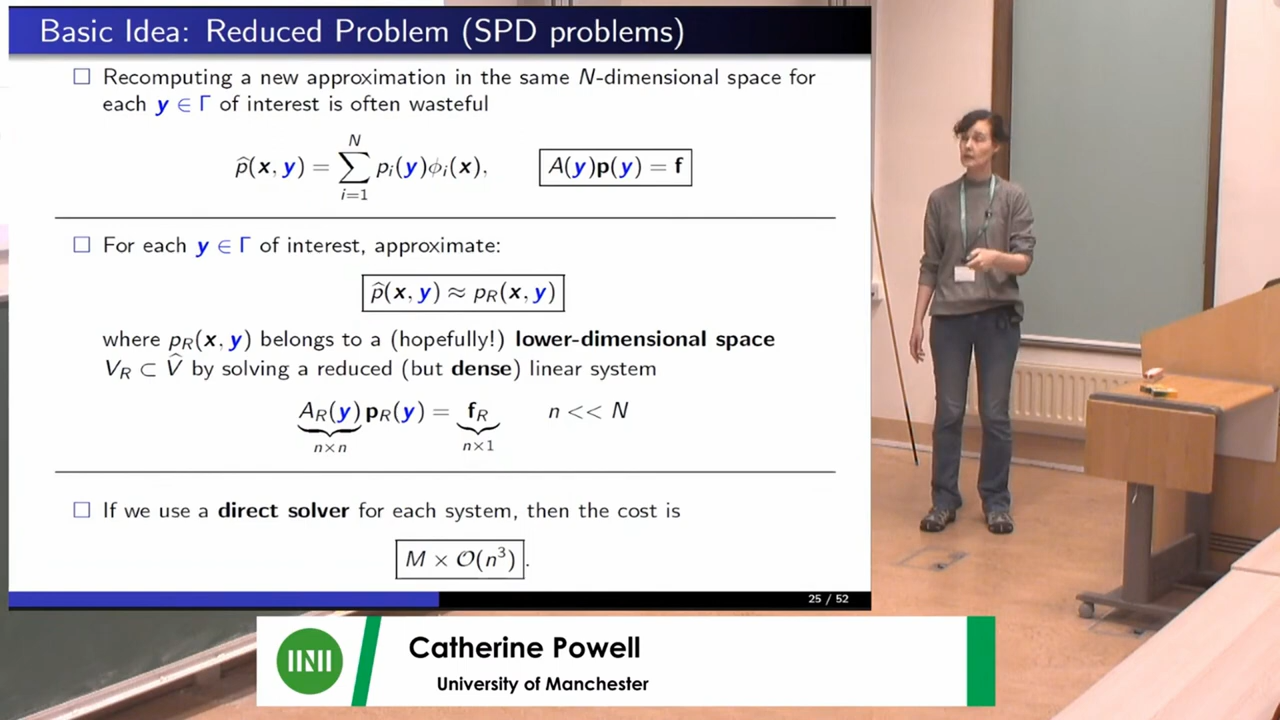 Basic Idea: Reduced Problem (SPD problems)
□ Recomputing a new approximation in the same N-dimensional space for
each y ∈ Γ of interest is often wasteful
p̂(x, y) = ∑_{i=1}^{N} p_i(y)φ_i(x), A(y)p(y) = f
□ For each y ∈ Γ of interest, approximate:
p̂(x, y) ≈ p_R(x, y)
where p_R(x, y) belongs to a (hopefully!) lower-dimensional space
V_R ⊂ V̂ by solving a reduced (but dense) linear system
A_R(y) p_R(y) = f_R n << N
n×n n×1
□ If we use a direct solver for each system, then the cost is
M × O(n³).
25 / 52
Catherine Powell
University of Manchester